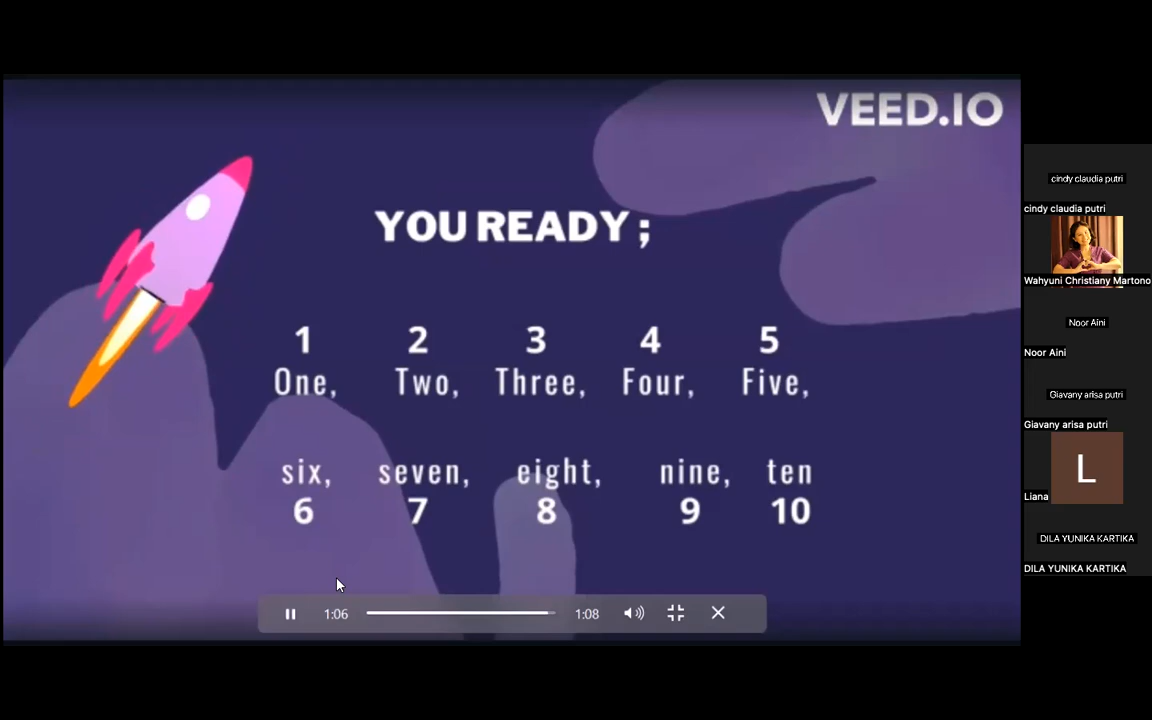 VEED.IO
YOU READY ;
1 2 3 4 5
One, Two, Three, Four, Five,
six, seven, eight, nine, ten
6 7 8 9 10
1:06 1:08
cindy claudia putri
cindy claudia putri
Wahyuni Christiany Martono
Noor Aini
Noor Aini
Giavany arisa putri
Giavany arisa putri
L
Liana
DILA YUNIKA KARTIKA
DILA YUNIKA KARTIKA